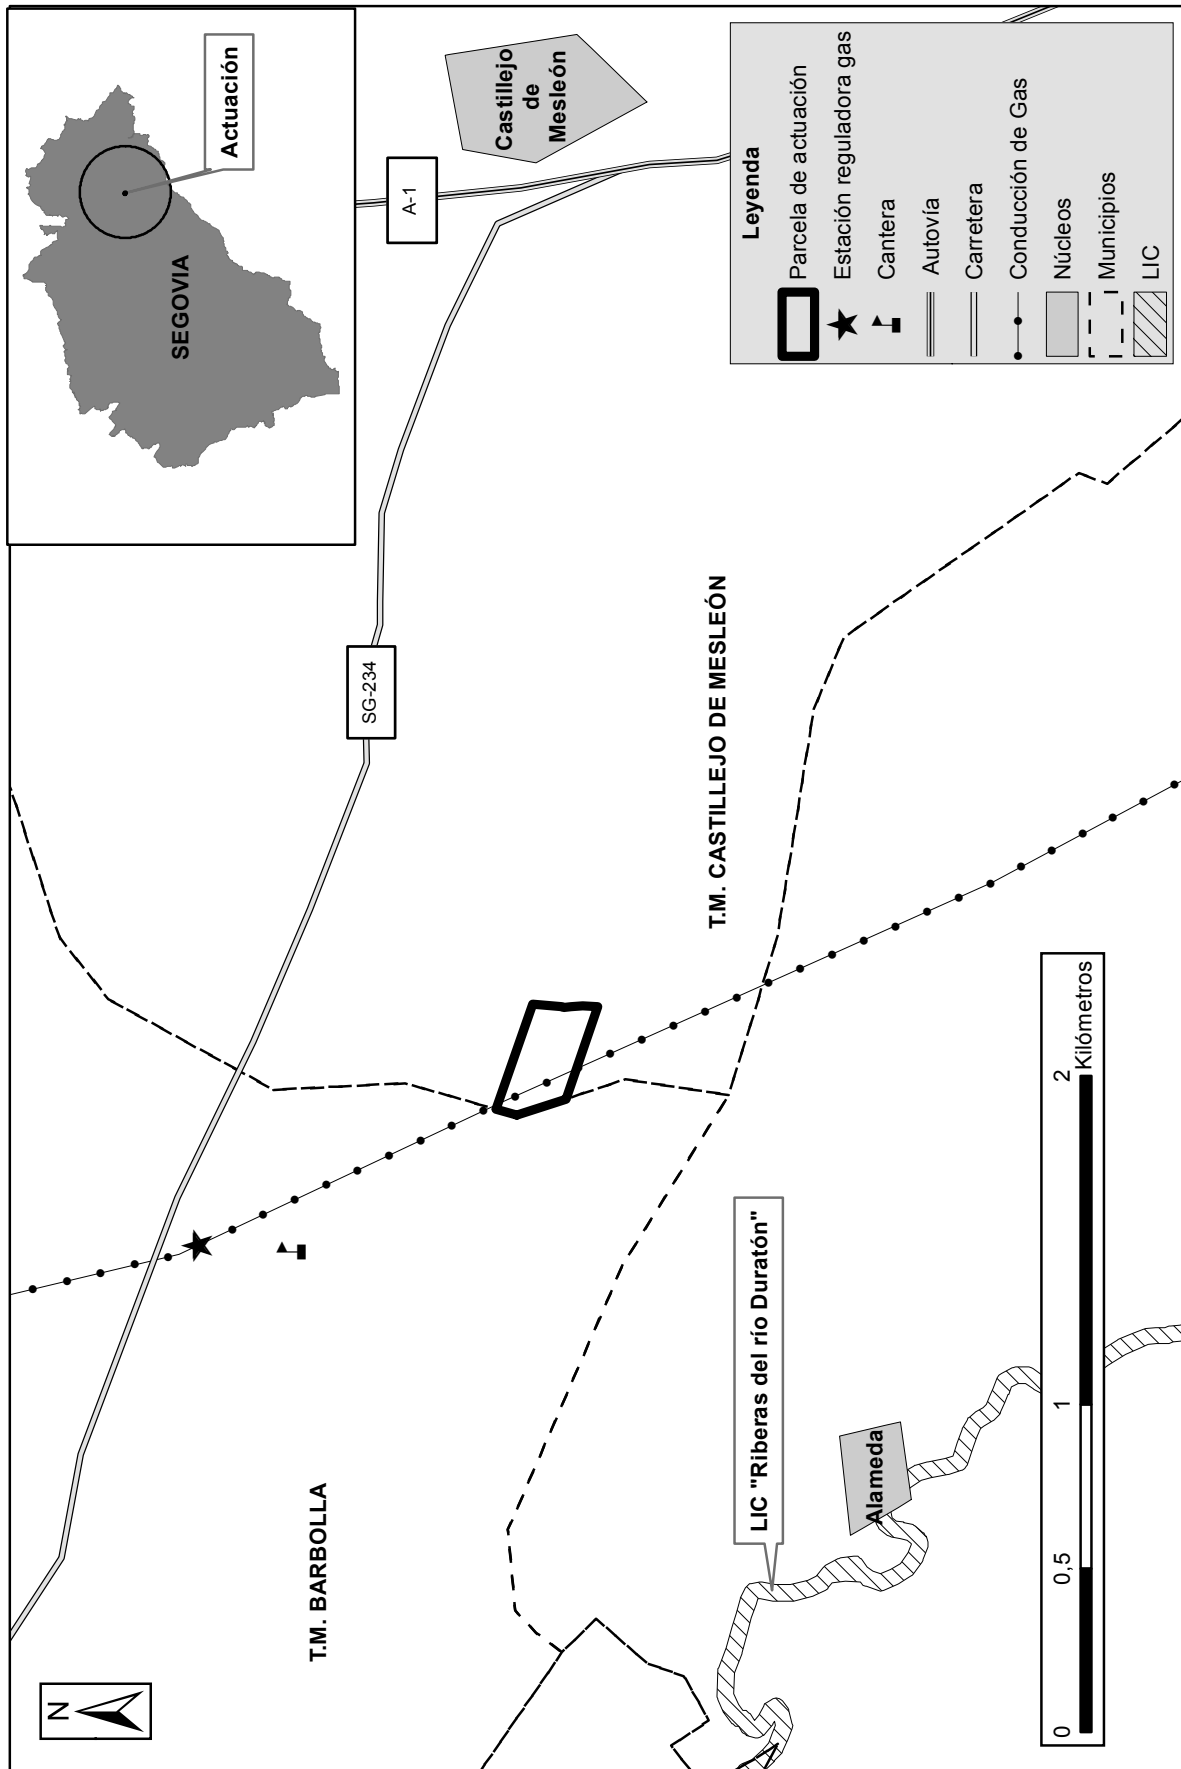 N
T.M. BARBOLLA
SG-234
A-1
SEGOVIA
Actuación
Castillejo
de
Mesleón
T.M. CASTILLEJO DE MESLEÓN
LIC "Riberas del río Duratón"
Alameda
0
0,5
1
2
Kilómetros
Leyenda
Parcela de actuación
Estación reguladora gas
Cantera
Autovía
Carretera
Conducción de Gas
Núcleos
Municipios
LIC